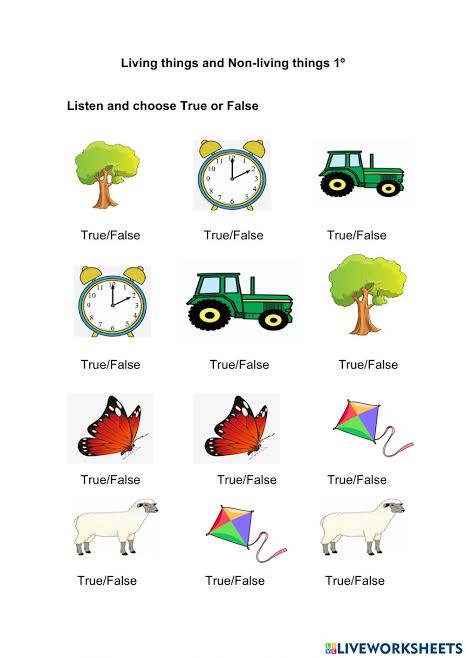 Living things and Non-living things 1º
Listen and choose True or False
True/False True/False True/False
True/False True/False True/False
True/False True/False True/False
True/False True/False True/False
LIVEWORKSHEETS